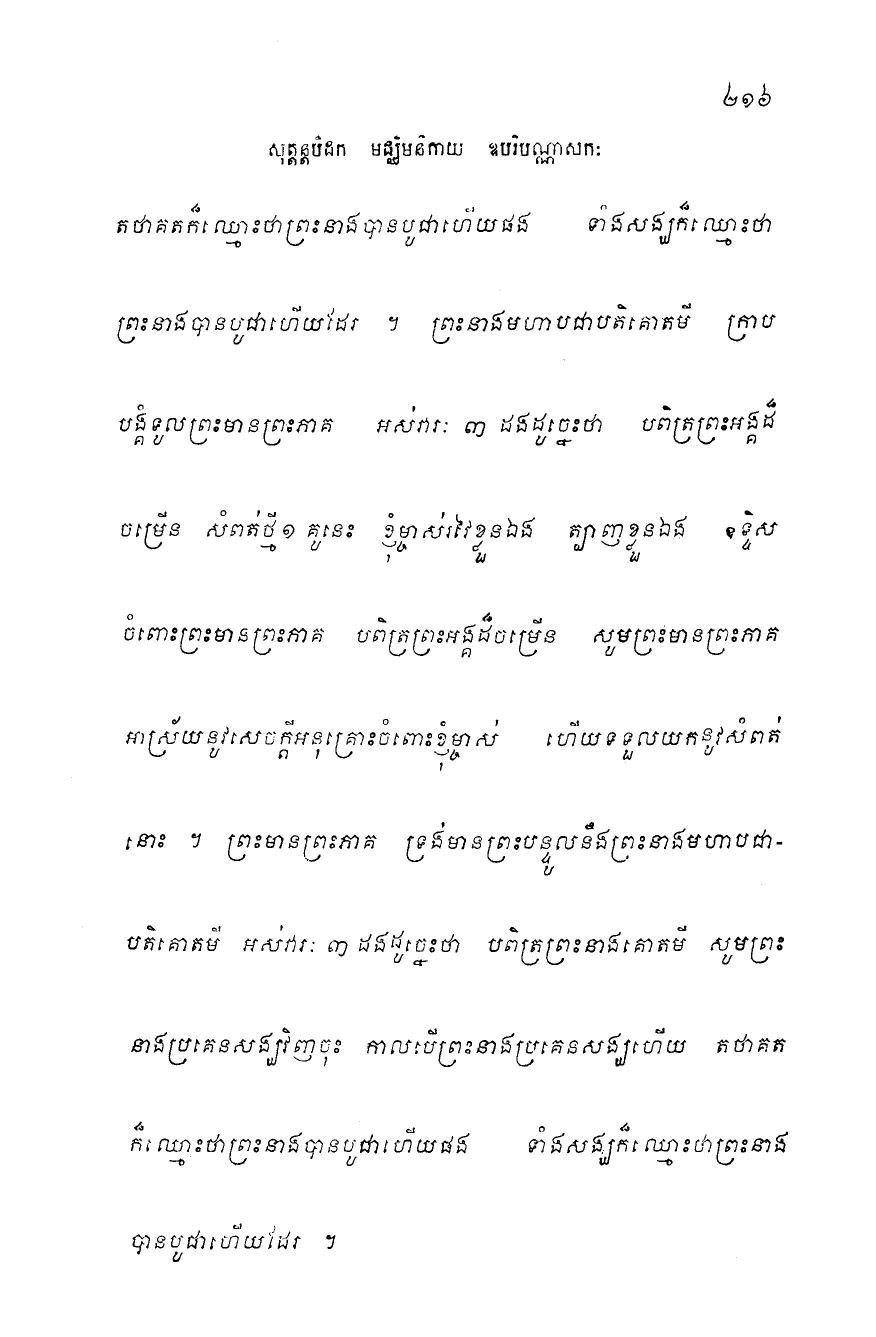 ២១៦
សុត្តន្តបិដក មជ្ឈិមនិកាយ ឧបរិបណ្ណាសកៈ
តថាគតក៏ឈ្មោះថាព្រះនាងបានបូជាហើយផង ទាំងសង្ឃក៏ឈ្មោះថា
ព្រះនាងបានបូជាហើយដែរ ។ ព្រះនាងមហាបជាបតិគោតមី ក្រាប
បង្គំទូលព្រះមានព្រះភាគ អស់វារៈ ៣ ដងដូច្នេះថា បពិត្រព្រះអង្គដ៏
ចម្រើន សំពត់ថ្មី១ គូនេះ ខ្ញុំម្ចាស់រវៃខ្លួនឯង ត្បាញខ្លួនឯង ឧទ្ទិស
ចំពោះព្រះមានព្រះភាគ បពិត្រព្រះអង្គដ៏ចម្រើន សូមព្រះមានព្រះភាគ
អាស្រ័យនូវសេចក្តីអនុគ្រោះចំពោះខ្ញុំម្ចាស់ ហើយទទួលយកនូវសំពត់
នោះ ។ ព្រះមានព្រះភាគ ទ្រង់មានព្រះបន្ទូលនឹងព្រះនាងមហាបជា-
បតិគោតមី អស់វារៈ ៣ ដងដូច្នេះថា បពិត្រព្រះនាងគោតមី សូមព្រះ
នាងប្រគេនសង្ឃវិញចុះ កាលបើព្រះនាងប្រគេនសង្ឃហើយ តថាគត
ក៏ឈ្មោះថាព្រះនាងបានបូជាហើយផង ទាំងសង្ឃក៏ឈ្មោះថាព្រះនាង
បានបូជាហើយដែរ ។